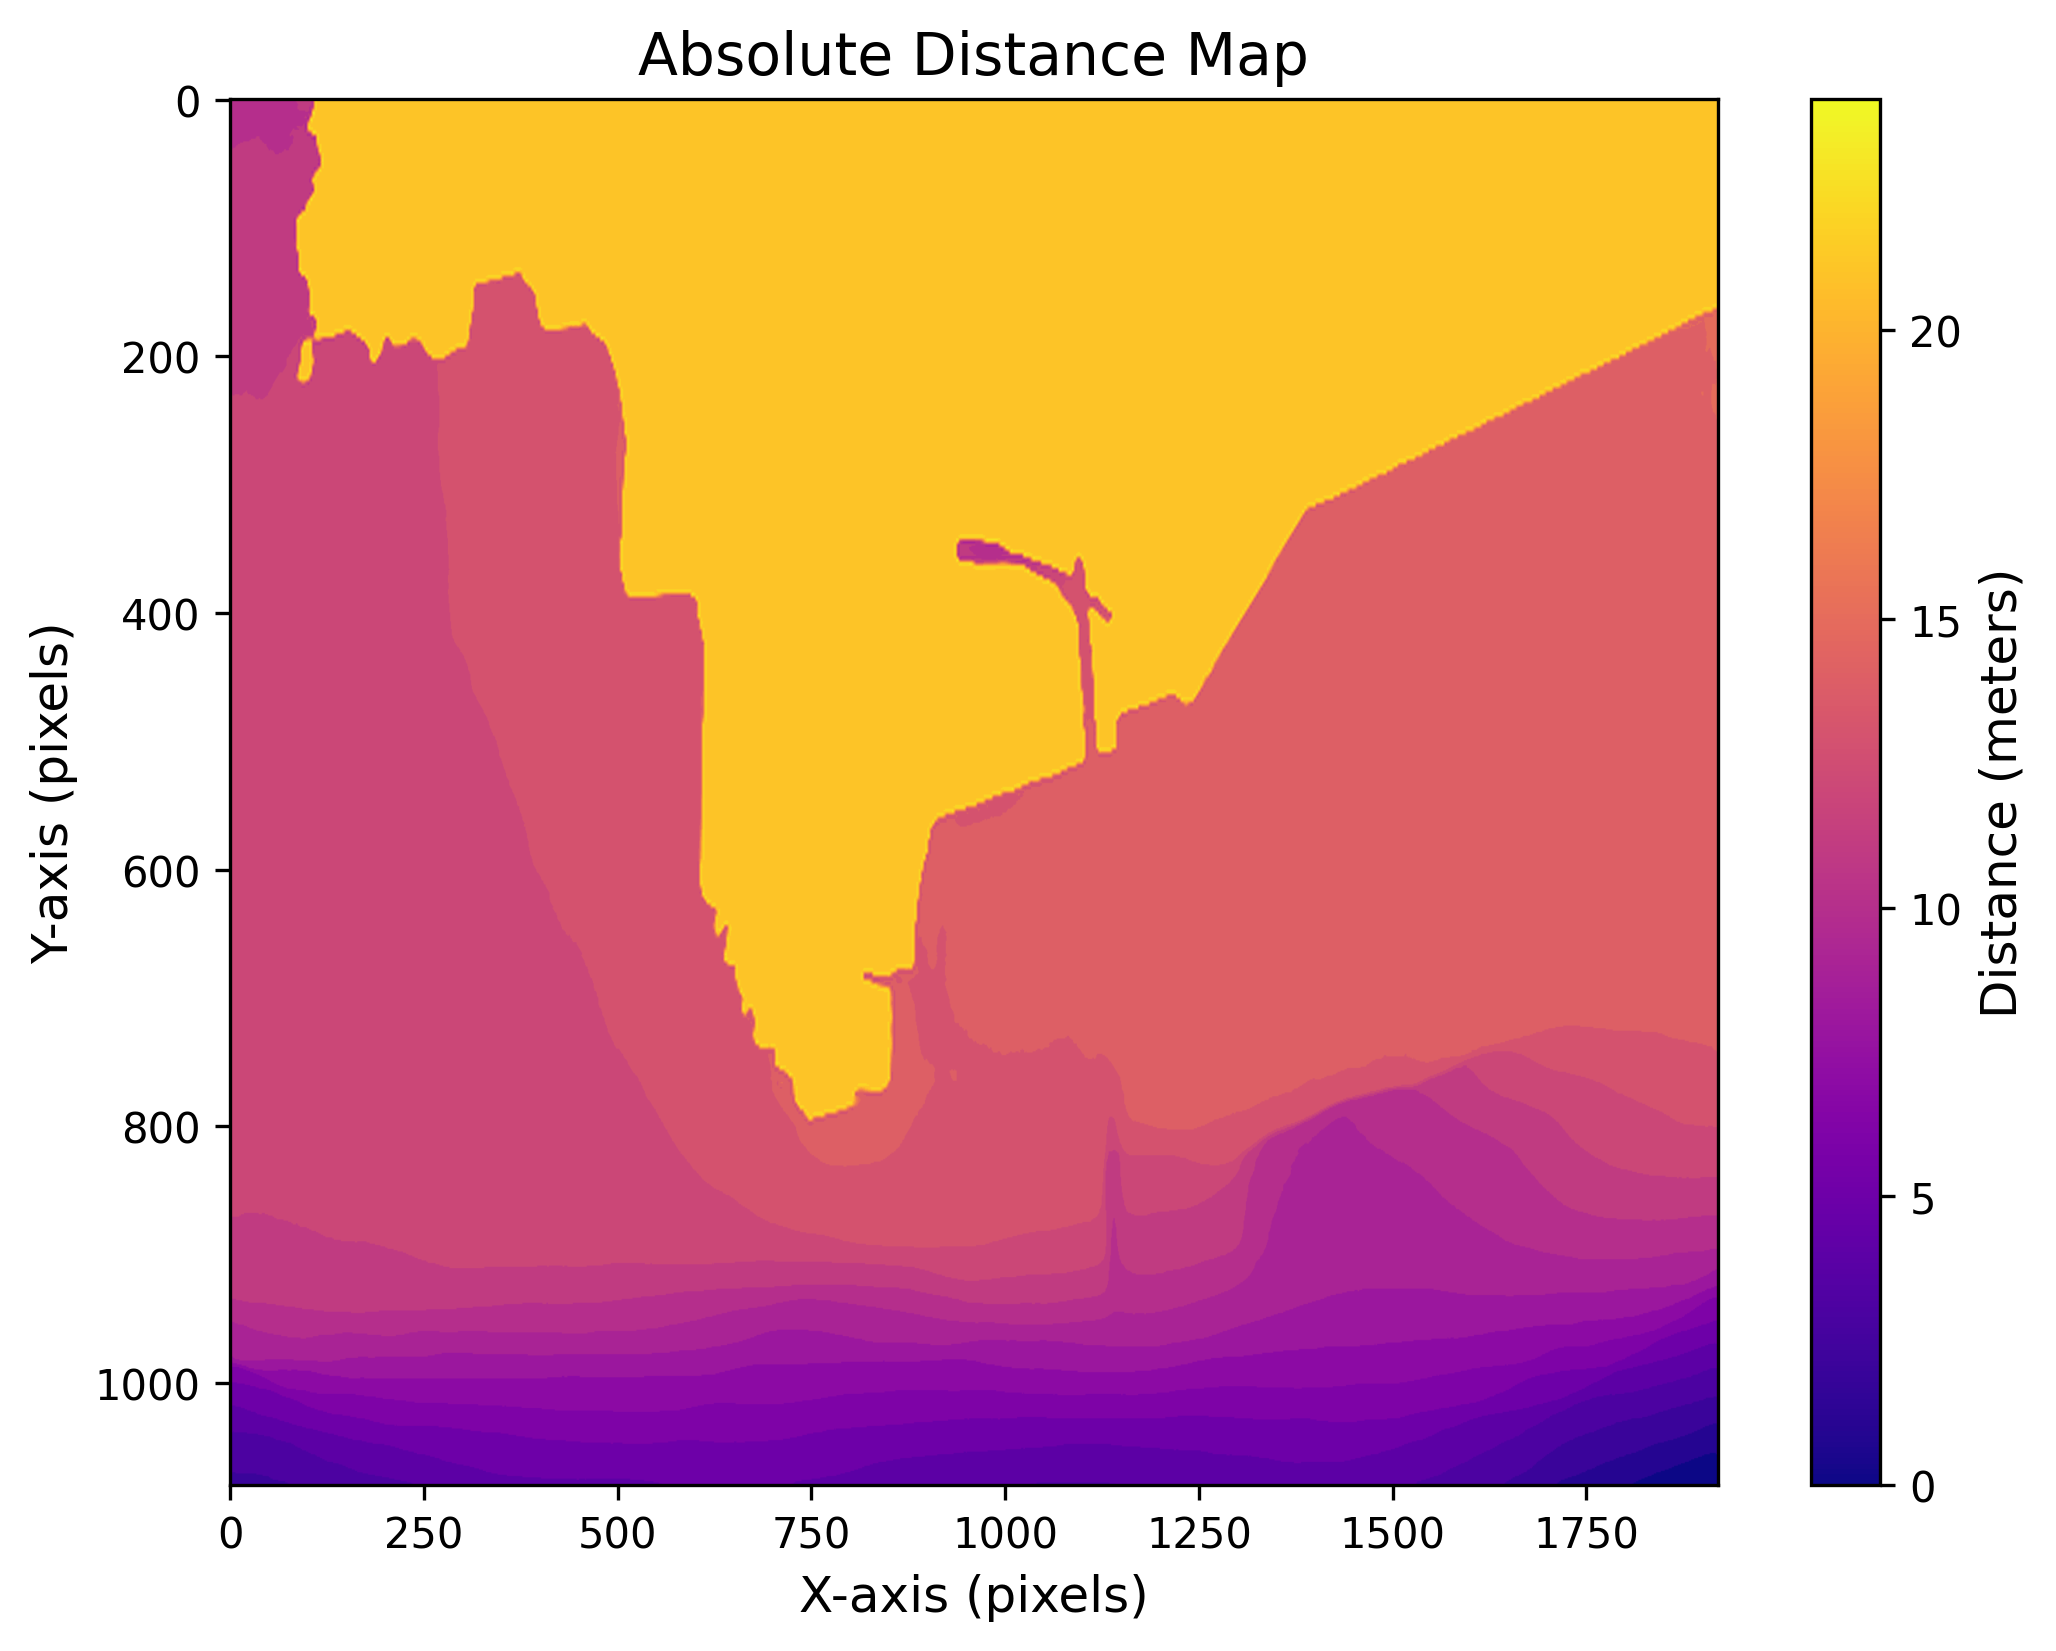 Absolute Distance Map
0
200
400
600
800
1000
Y-axis (pixels)
0 250 500 750 1000 1250 1500 1750
X-axis (pixels)
20
15
10
5
0
Distance (meters)